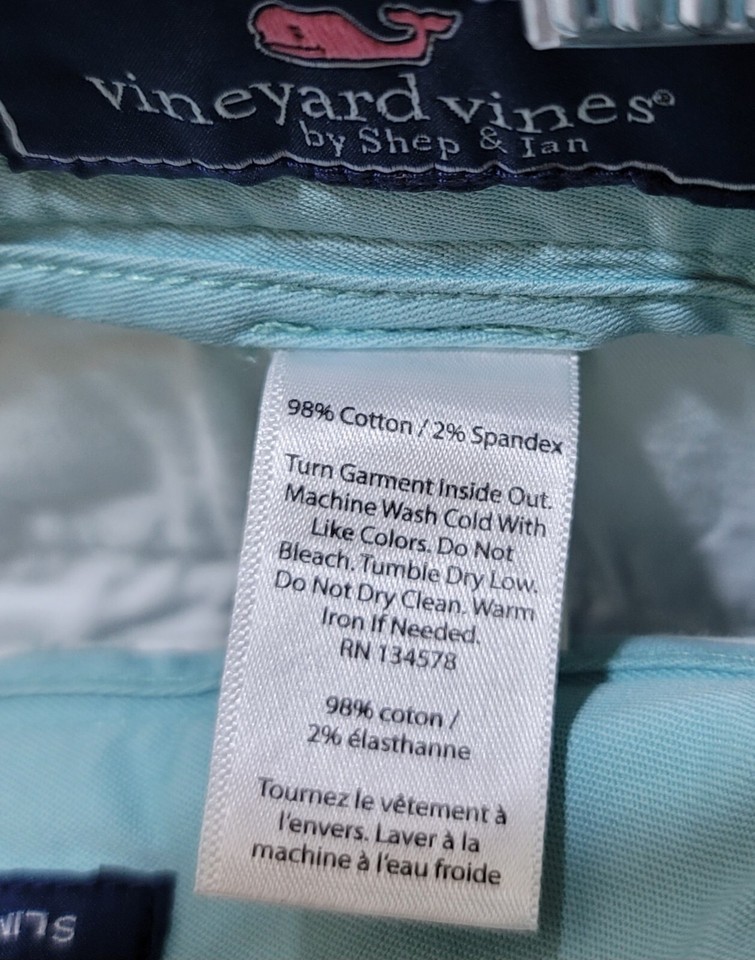 vineyard vines®
by Shep & Ian
98% Cotton / 2% Spandex
Turn Garment Inside Out.
Machine Wash Cold With
Like Colors. Do Not
Bleach. Tumble Dry Low.
Do Not Dry Clean. Warm
Iron If Needed.
RN 134578
98% coton /
2% élasthanne
Tournez le vêtement à
l'envers. Laver à la
machine à l'eau froide